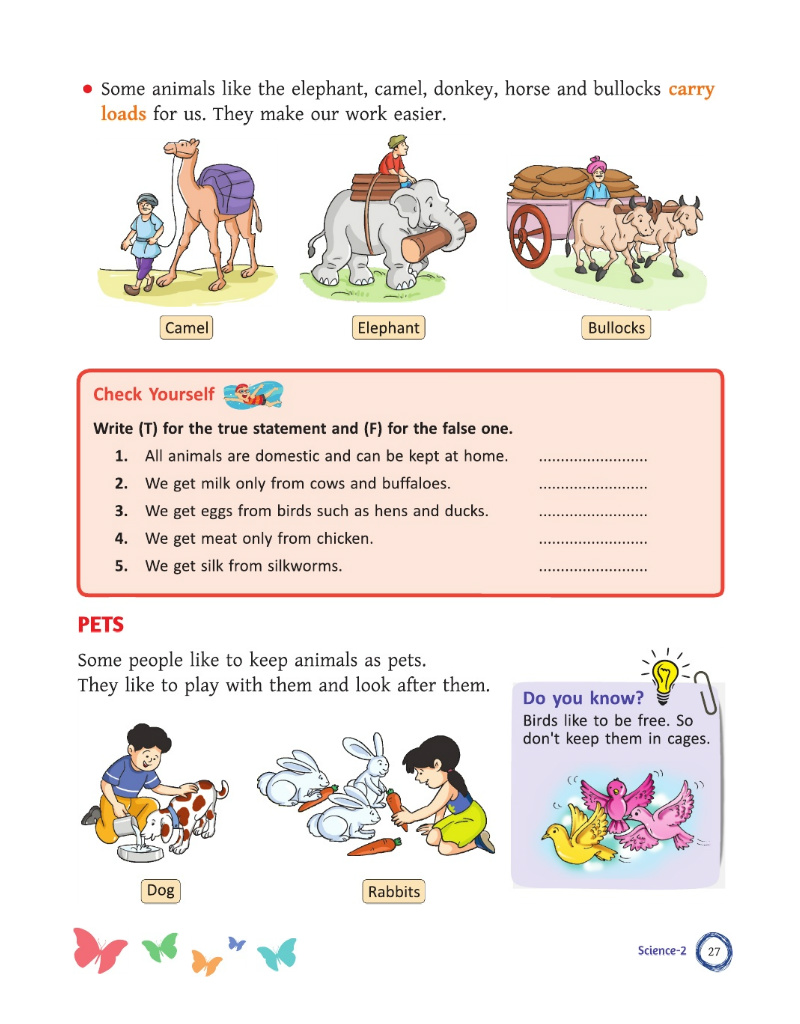 • Some animals like the elephant, camel, donkey, horse and bullocks carry
loads for us. They make our work easier.
Camel
Elephant
Bullocks
Check Yourself
Write (T) for the true statement and (F) for the false one.
1. All animals are domestic and can be kept at home. ........................
2. We get milk only from cows and buffaloes. ........................
3. We get eggs from birds such as hens and ducks. ........................
4. We get meat only from chicken. ........................
5. We get silk from silkworms. ........................
PETS
Some people like to keep animals as pets.
They like to play with them and look after them.
Do you know?
Birds like to be free. So
don't keep them in cages.
Dog
Rabbits
Science-2 27